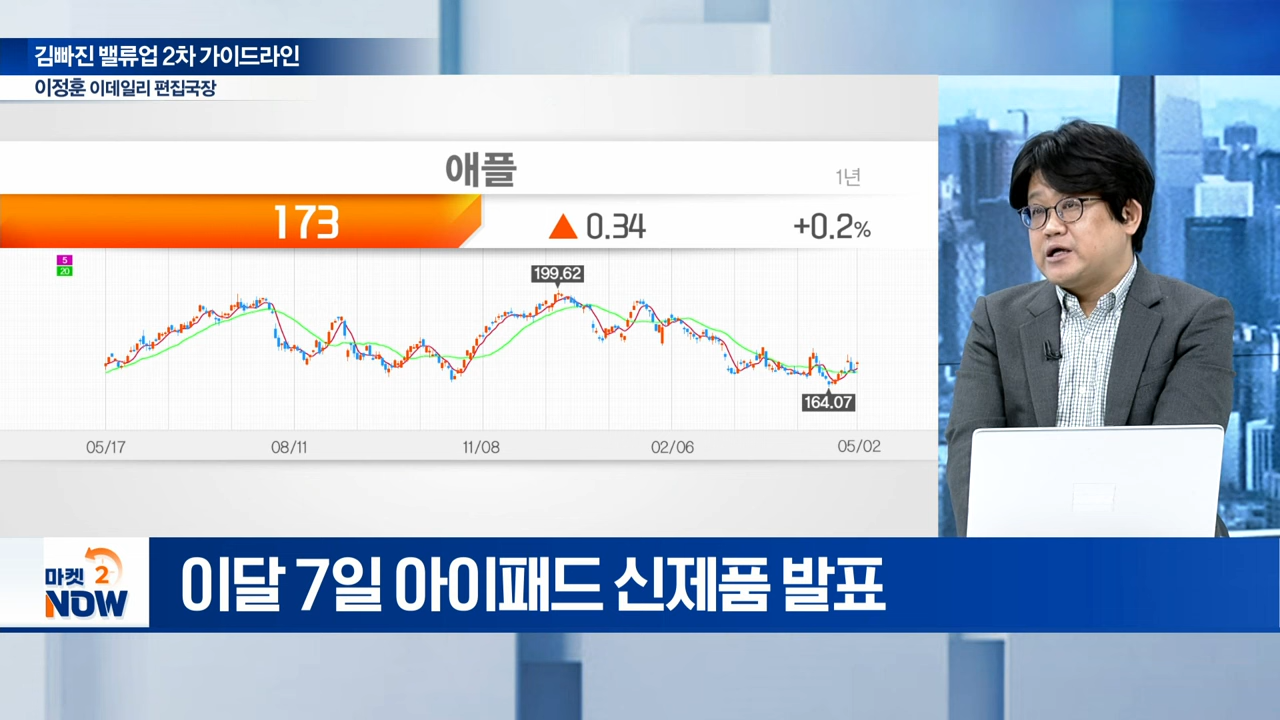 김빠진 밸류업 2차 가이드라인
이정훈 이데일리 편집국장
애플
1년
173
▲ 0.34
+0.2%
5
20
199.62
164.07
05/17
08/11
11/08
02/06
05/02
마켓 2
NOW
이달 7일 아이패드 신제품 발표